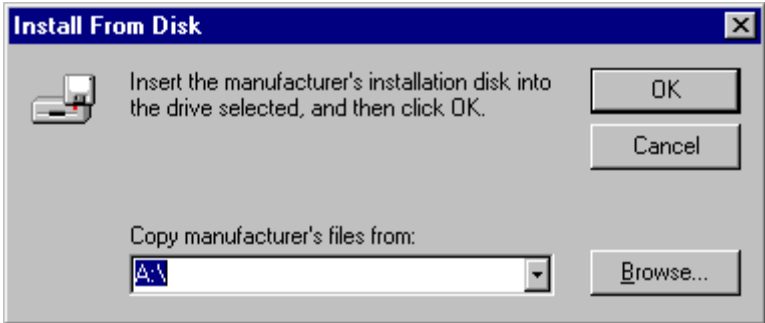 Install From Disk
Insert the manufacturer's installation disk into
the drive selected, and then click OK.
OK
Cancel
Copy manufacturer's files from:
A:\
Browse...